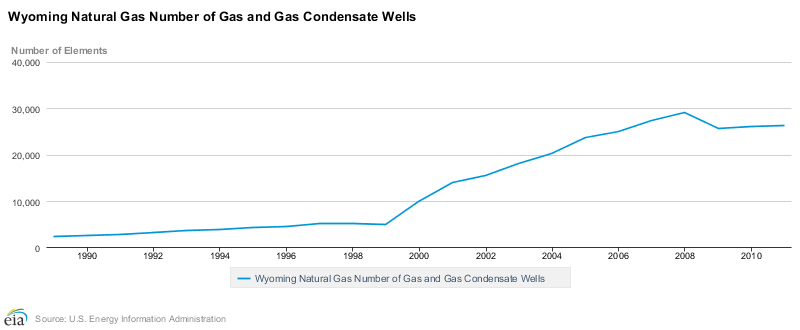 Wyoming Natural Gas Number of Gas and Gas Condensate Wells
Number of Elements
40,000
30,000
20,000
10,000
0
1990 1992 1994 1996 1998 2000 2002 2004 2006 2008 2010
Wyoming Natural Gas Number of Gas and Gas Condensate Wells
eia Source: U.S. Energy Information Administration